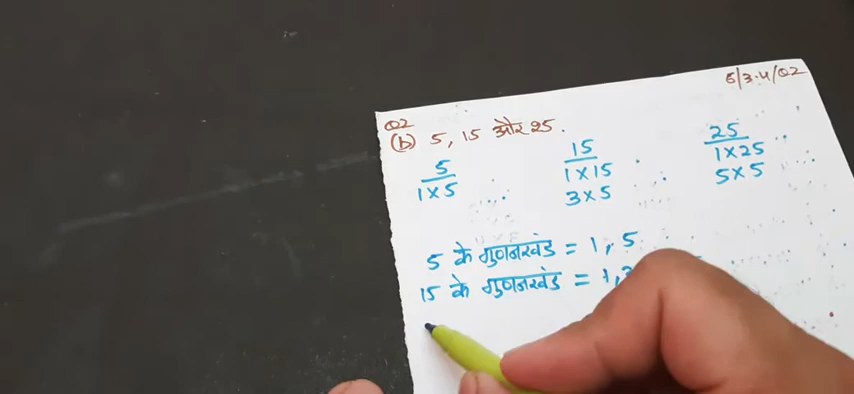 6/3.4/Q2
Q2
(b) 5, 15 और 25.
5 15 25
1×5 1×15 1×25
3×5 5×5
5 के गुणनखंड = 1, 5
15 के गुणनखंड = 1,